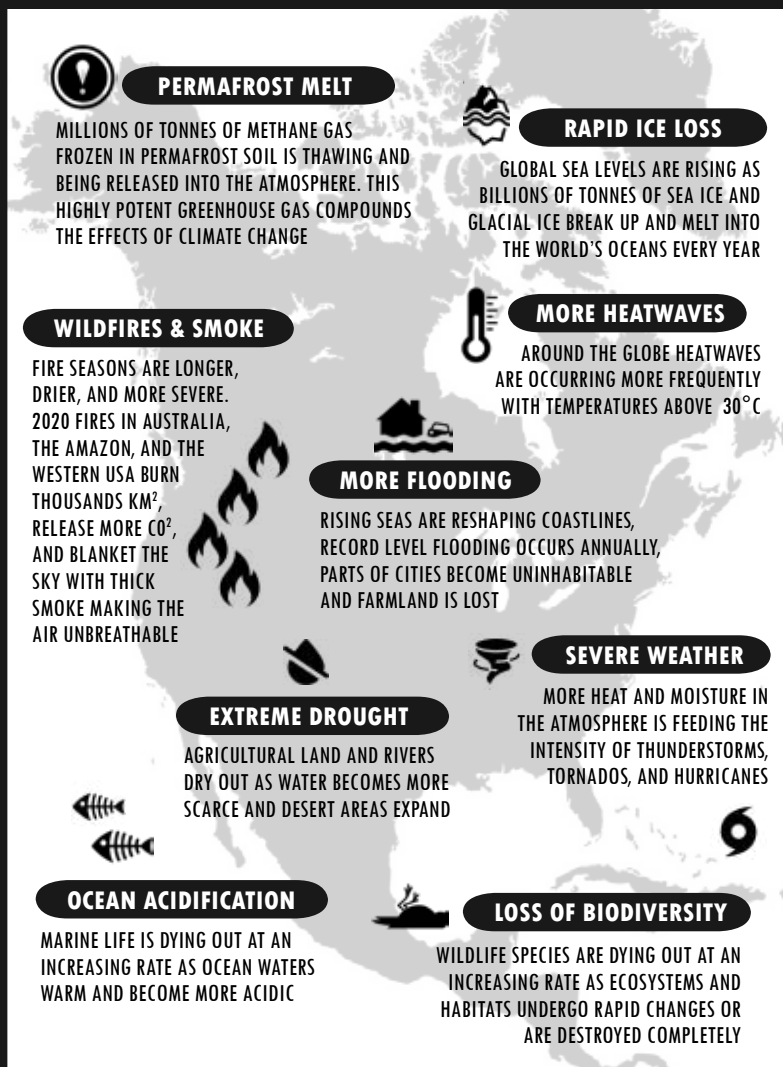 PERMAFROST MELT
MILLIONS OF TONNES OF METHANE GAS
FROZEN IN PERMAFROST SOIL IS THAWING AND
BEING RELEASED INTO THE ATMOSPHERE. THIS
HIGHLY POTENT GREENHOUSE GAS COMPOUNDS
THE EFFECTS OF CLIMATE CHANGE
RAPID ICE LOSS
GLOBAL SEA LEVELS ARE RISING AS
BILLIONS OF TONNES OF SEA ICE AND
GLACIAL ICE BREAK UP AND MELT INTO
THE WORLD'S OCEANS EVERY YEAR
WILDFIRES & SMOKE
FIRE SEASONS ARE LONGER,
DRIER, AND MORE SEVERE.
2020 FIRES IN AUSTRALIA,
THE AMAZON, AND THE
WESTERN USA BURN
THOUSANDS KM²,
RELEASE MORE CO²,
AND BLANKET THE
SKY WITH THICK
SMOKE MAKING THE
AIR UNBREATHABLE
MORE HEATWAVES
AROUND THE GLOBE HEATWAVES
ARE OCCURRING MORE FREQUENTLY
WITH TEMPERATURES ABOVE 30°C
MORE FLOODING
RISING SEAS ARE RESHAPING COASTLINES,
RECORD LEVEL FLOODING OCCURS ANNUALLY,
PARTS OF CITIES BECOME UNINHABITABLE
AND FARMLAND IS LOST
SEVERE WEATHER
MORE HEAT AND MOISTURE IN
THE ATMOSPHERE IS FEEDING THE
INTENSITY OF THUNDERSTORMS,
TORNADOS, AND HURRICANES
EXTREME DROUGHT
AGRICULTURAL LAND AND RIVERS
DRY OUT AS WATER BECOMES MORE
SCARCE AND DESERT AREAS EXPAND
OCEAN ACIDIFICATION
MARINE LIFE IS DYING OUT AT AN
INCREASING RATE AS OCEAN WATERS
WARM AND BECOME MORE ACIDIC
LOSS OF BIODIVERSITY
WILDLIFE SPECIES ARE DYING OUT AT AN
INCREASING RATE AS ECOSYSTEMS AND
HABITATS UNDERGO RAPID CHANGES OR
ARE DESTROYED COMPLETELY